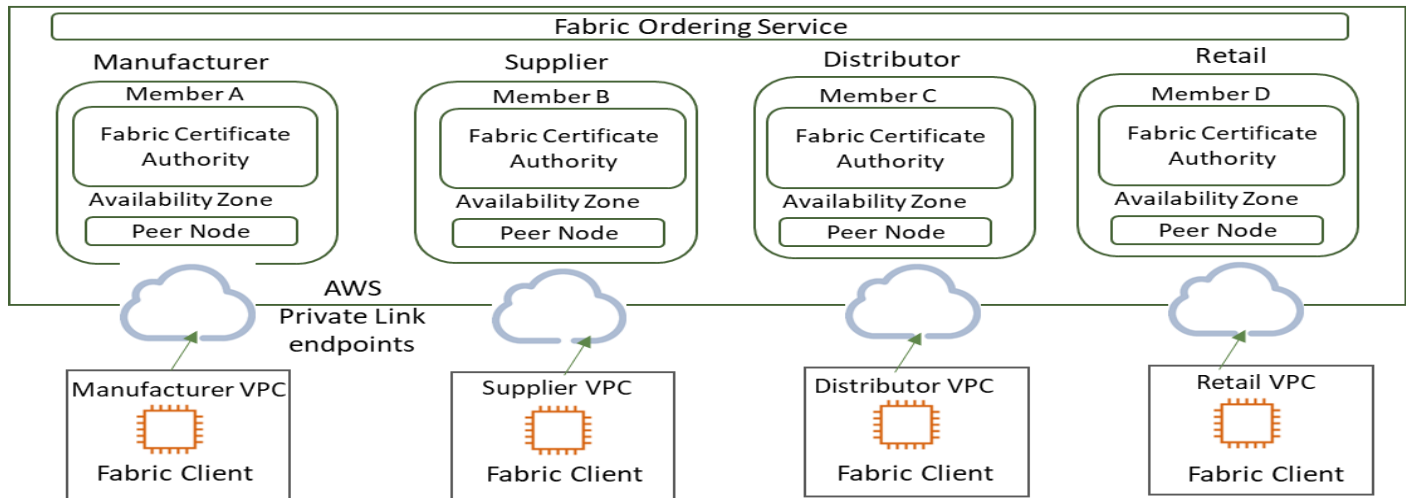 Fabric Ordering Service
Manufacturer
Member A
Fabric Certificate
Authority
Availability Zone
Peer Node
Supplier
Member B
Fabric Certificate
Authority
Availability Zone
Peer Node
Distributor
Member C
Fabric Certificate
Authority
Availability Zone
Peer Node
Retail
Member D
Fabric Certificate
Authority
Availability Zone
Peer Node
AWS
Private Link
endpoints
Manufacturer VPC
Fabric Client
Supplier VPC
Fabric Client
Distributor VPC
Fabric Client
Retail VPC
Fabric Client